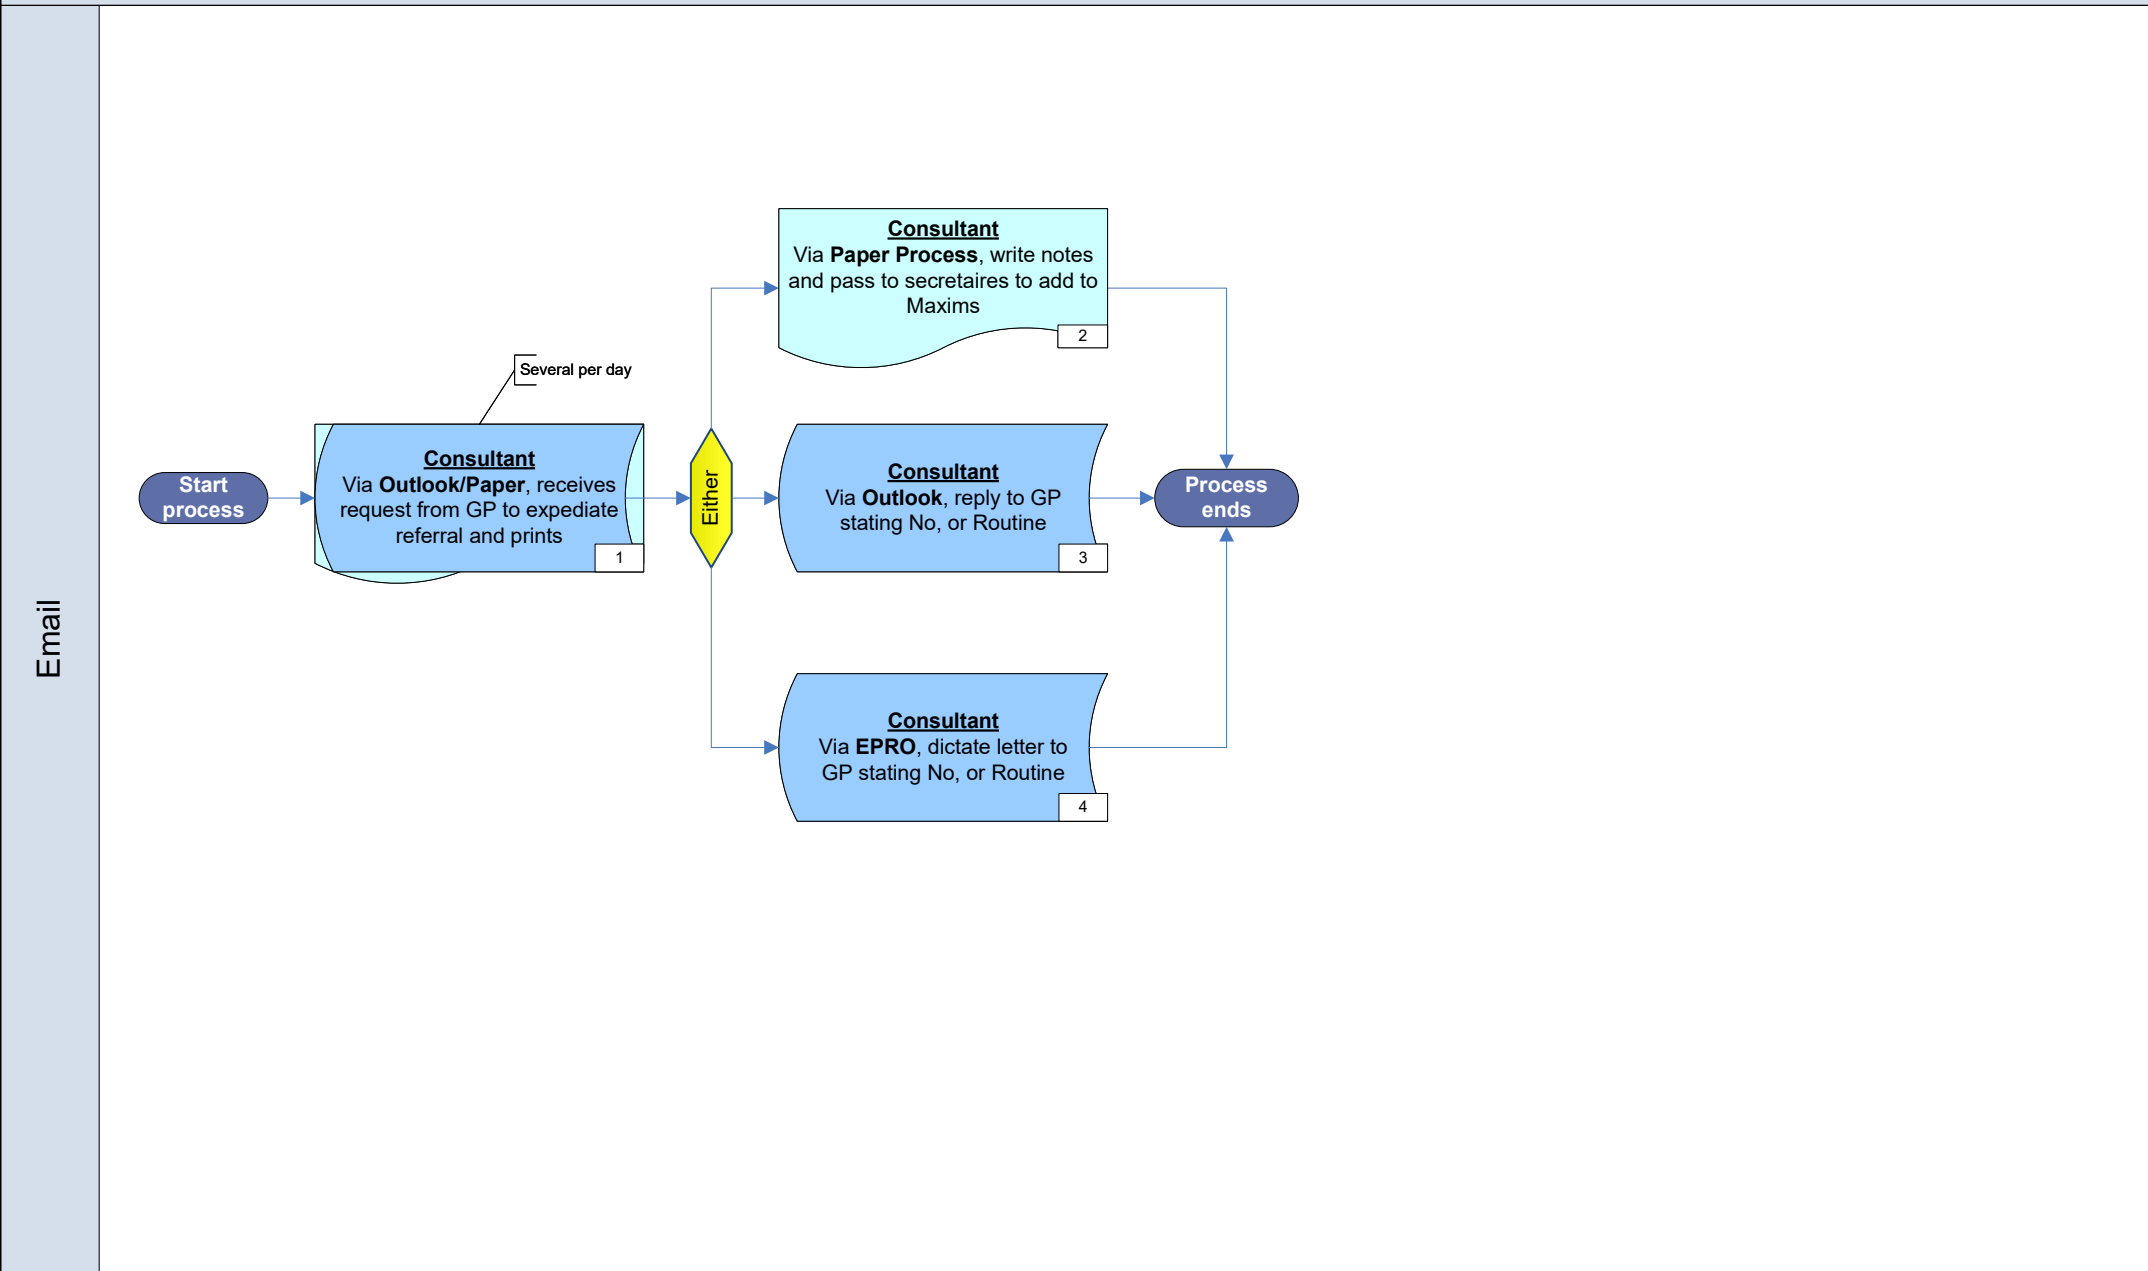 Email
Start
process
Several per day
Consultant
Via Outlook/Paper, receives
request from GP to expediate
referral and prints
1
Either
Consultant
Via Paper Process, write notes
and pass to secretaires to add to
Maxims
2
Consultant
Via Outlook, reply to GP
stating No, or Routine
3
Consultant
Via EPRO, dictate letter to
GP stating No, or Routine
4
Process
ends